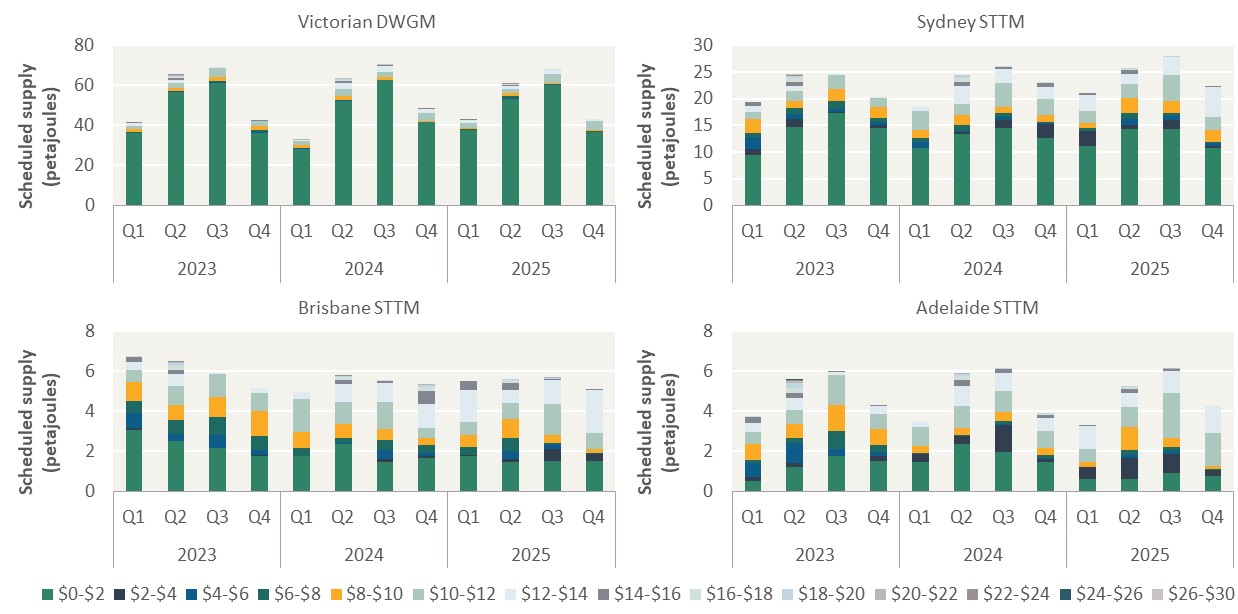 Victorian DWGM
Scheduled supply
(petajoules)
80
60
40
20
0
Q1 Q2 Q3 Q4 Q1 Q2 Q3 Q4 Q1 Q2 Q3 Q4
2023 2024 2025
Sydney STTM
Scheduled supply
(petajoules)
30
25
20
15
10
5
0
Q1 Q2 Q3 Q4 Q1 Q2 Q3 Q4 Q1 Q2 Q3 Q4
2023 2024 2025
Brisbane STTM
Scheduled supply
(petajoules)
8
6
4
2
0
Q1 Q2 Q3 Q4 Q1 Q2 Q3 Q4 Q1 Q2 Q3 Q4
2023 2024 2025
Adelaide STTM
Scheduled supply
(petajoules)
8
6
4
2
0
Q1 Q2 Q3 Q4 Q1 Q2 Q3 Q4 Q1 Q2 Q3 Q4
2023 2024 2025
$0-$2 $2-$4 $4-$6 $6-$8 $8-$10 $10-$12 $12-$14 $14-$16 $16-$18 $18-$20 $20-$22 $22-$24 $24-$26 $26-$30